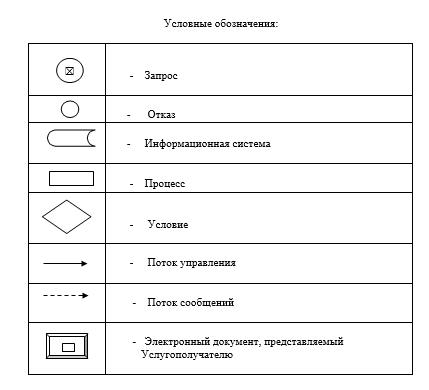 Условные обозначения:
- Запрос
- Отказ
- Информационная система
- Процесс
- Условие
- Поток управления
- Поток сообщений
- Электронный документ, представляемый
Услугополучателю